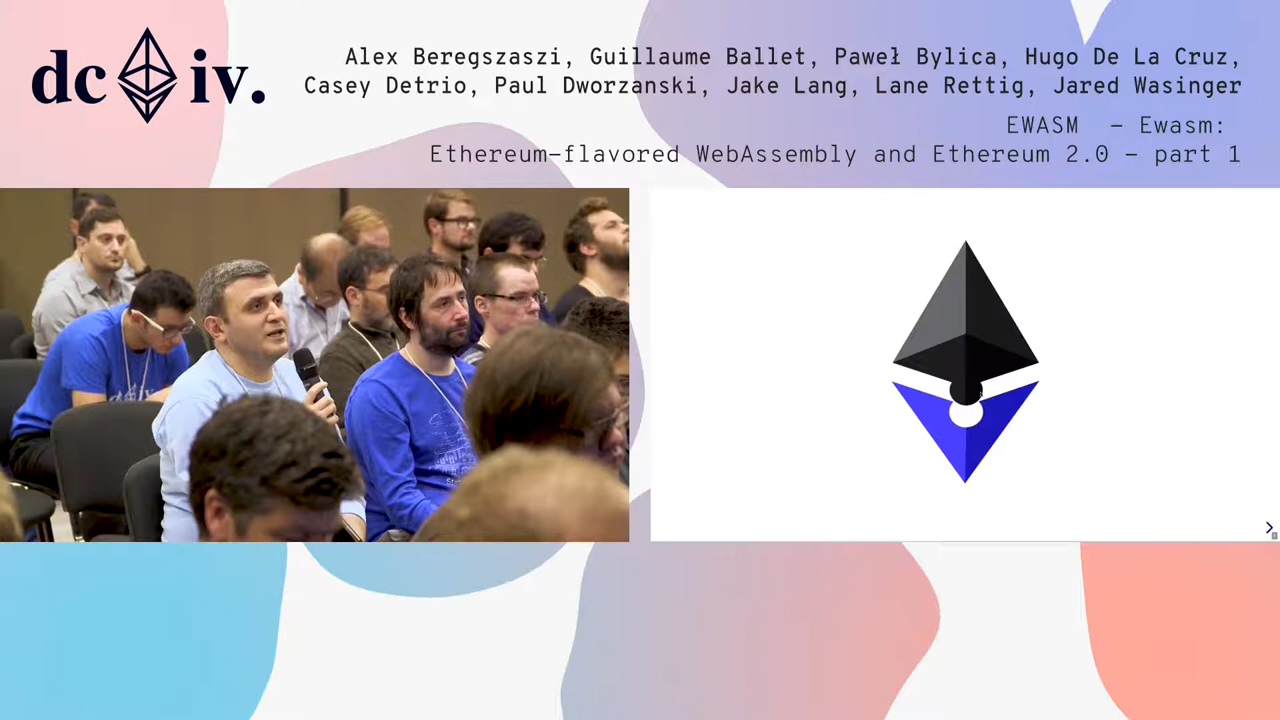 dc iv.
Alex Beregszaszi, Guillaume Ballet, Paweł Bylica, Hugo De La Cruz,
Casey Detrio, Paul Dworzanski, Jake Lang, Lane Rettig, Jared Wasinger
EWASM - Ewasm:
Ethereum-flavored WebAssembly and Ethereum 2.0 - part 1